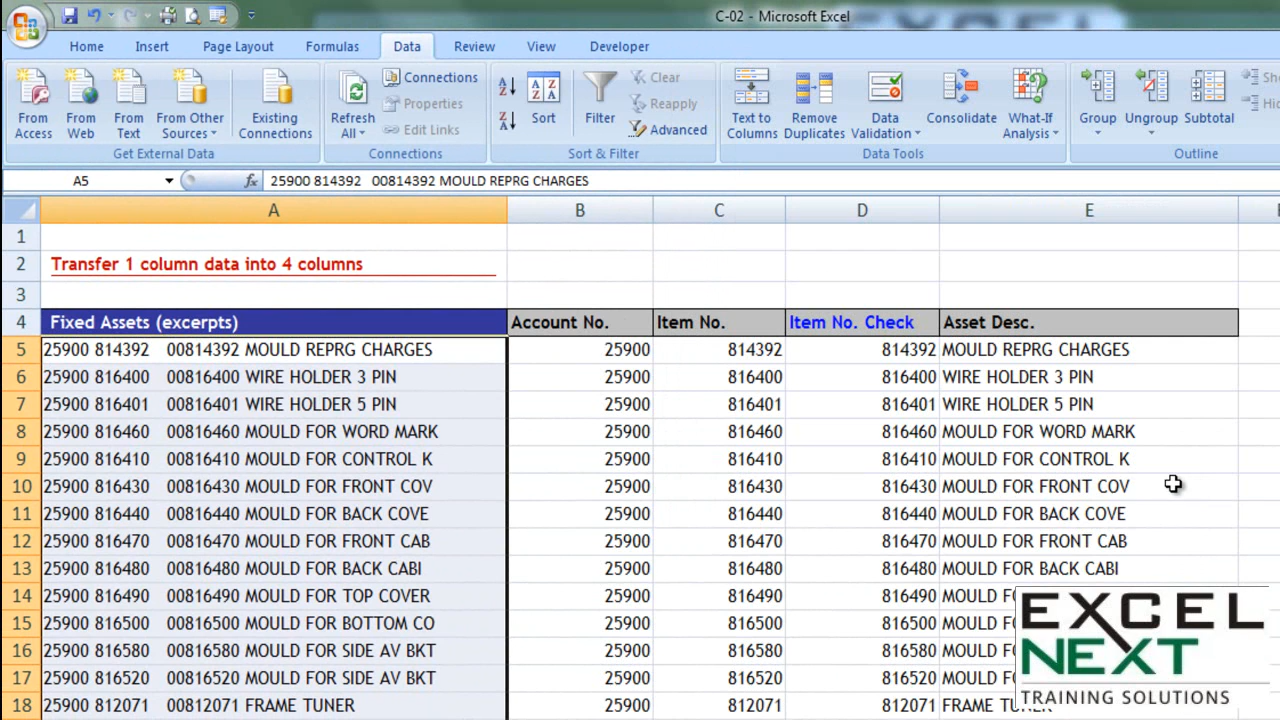 C-02 - Microsoft Excel
Home Insert Page Layout Formulas Data Review View Developer
From Access From Web From Text From Other Sources Existing Connections Refresh All Connections Properties Edit Links Sort Filter Clear Reapply Advanced Text to Columns Remove Duplicates Data Validation Consolidate What-If Analysis Group Ungroup Subtotal
Get External Data Connections Sort & Filter Data Tools Outline
A5 fx 25900 814392 00814392 MOULD REPRG CHARGES
A B C D E
1
2 Transfer 1 column data into 4 columns
3
4 Fixed Assets (excerpts) Account No. Item No. Item No. Check Asset Desc.
5 25900 814392 00814392 MOULD REPRG CHARGES 25900 814392 814392 MOULD REPRG CHARGES
6 25900 816400 00816400 WIRE HOLDER 3 PIN 25900 816400 816400 WIRE HOLDER 3 PIN
7 25900 816401 00816401 WIRE HOLDER 5 PIN 25900 816401 816401 WIRE HOLDER 5 PIN
8 25900 816460 00816460 MOULD FOR WORD MARK 25900 816460 816460 MOULD FOR WORD MARK
9 25900 816410 00816410 MOULD FOR CONTROL K 25900 816410 816410 MOULD FOR CONTROL K
10 25900 816430 00816430 MOULD FOR FRONT COV 25900 816430 816430 MOULD FOR FRONT COV
11 25900 816440 00816440 MOULD FOR BACK COVE 25900 816440 816440 MOULD FOR BACK COVE
12 25900 816470 00816470 MOULD FOR FRONT CAB 25900 816470 816470 MOULD FOR FRONT CAB
13 25900 816480 00816480 MOULD FOR BACK CABI 25900 816480 816480 MOULD FOR BACK CABI
14 25900 816490 00816490 MOULD FOR TOP COVER 25900 816490 816490 MOULD
15 25900 816500 00816500 MOULD FOR BOTTOM CO 25900 816500 816500 MOULD
16 25900 816580 00816580 MOULD FOR SIDE AV BKT 25900 816580 816580 MOULD
17 25900 816520 00816520 MOULD FOR SIDE AV BKT 25900 816520 816520 MOULD
18 25900 812071 00812071 FRAME TUNER 25900 812071 812071 FRAME TUNER
EXCEL
NEXT
TRAINING SOLUTIONS